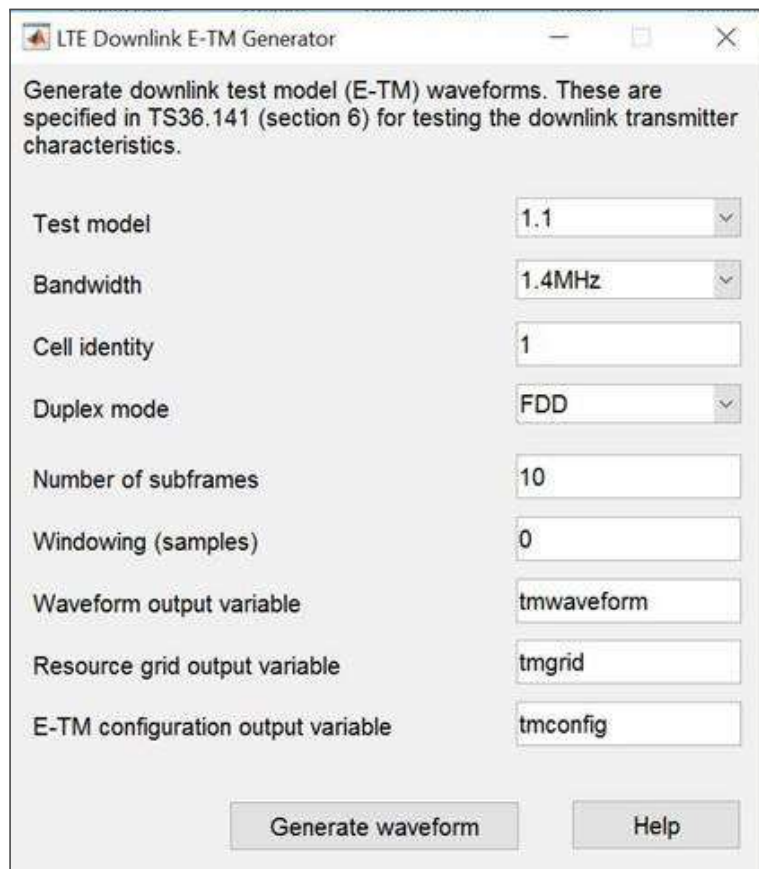 LTE Downlink E-TM Generator
Generate downlink test model (E-TM) waveforms. These are
specified in TS36.141 (section 6) for testing the downlink transmitter
characteristics.
Test model 1.1
Bandwidth 1.4MHz
Cell identity 1
Duplex mode FDD
Number of subframes 10
Windowing (samples) 0
Waveform output variable tmwaveform
Resource grid output variable tmgrid
E-TM configuration output variable tmconfig
Generate waveform Help